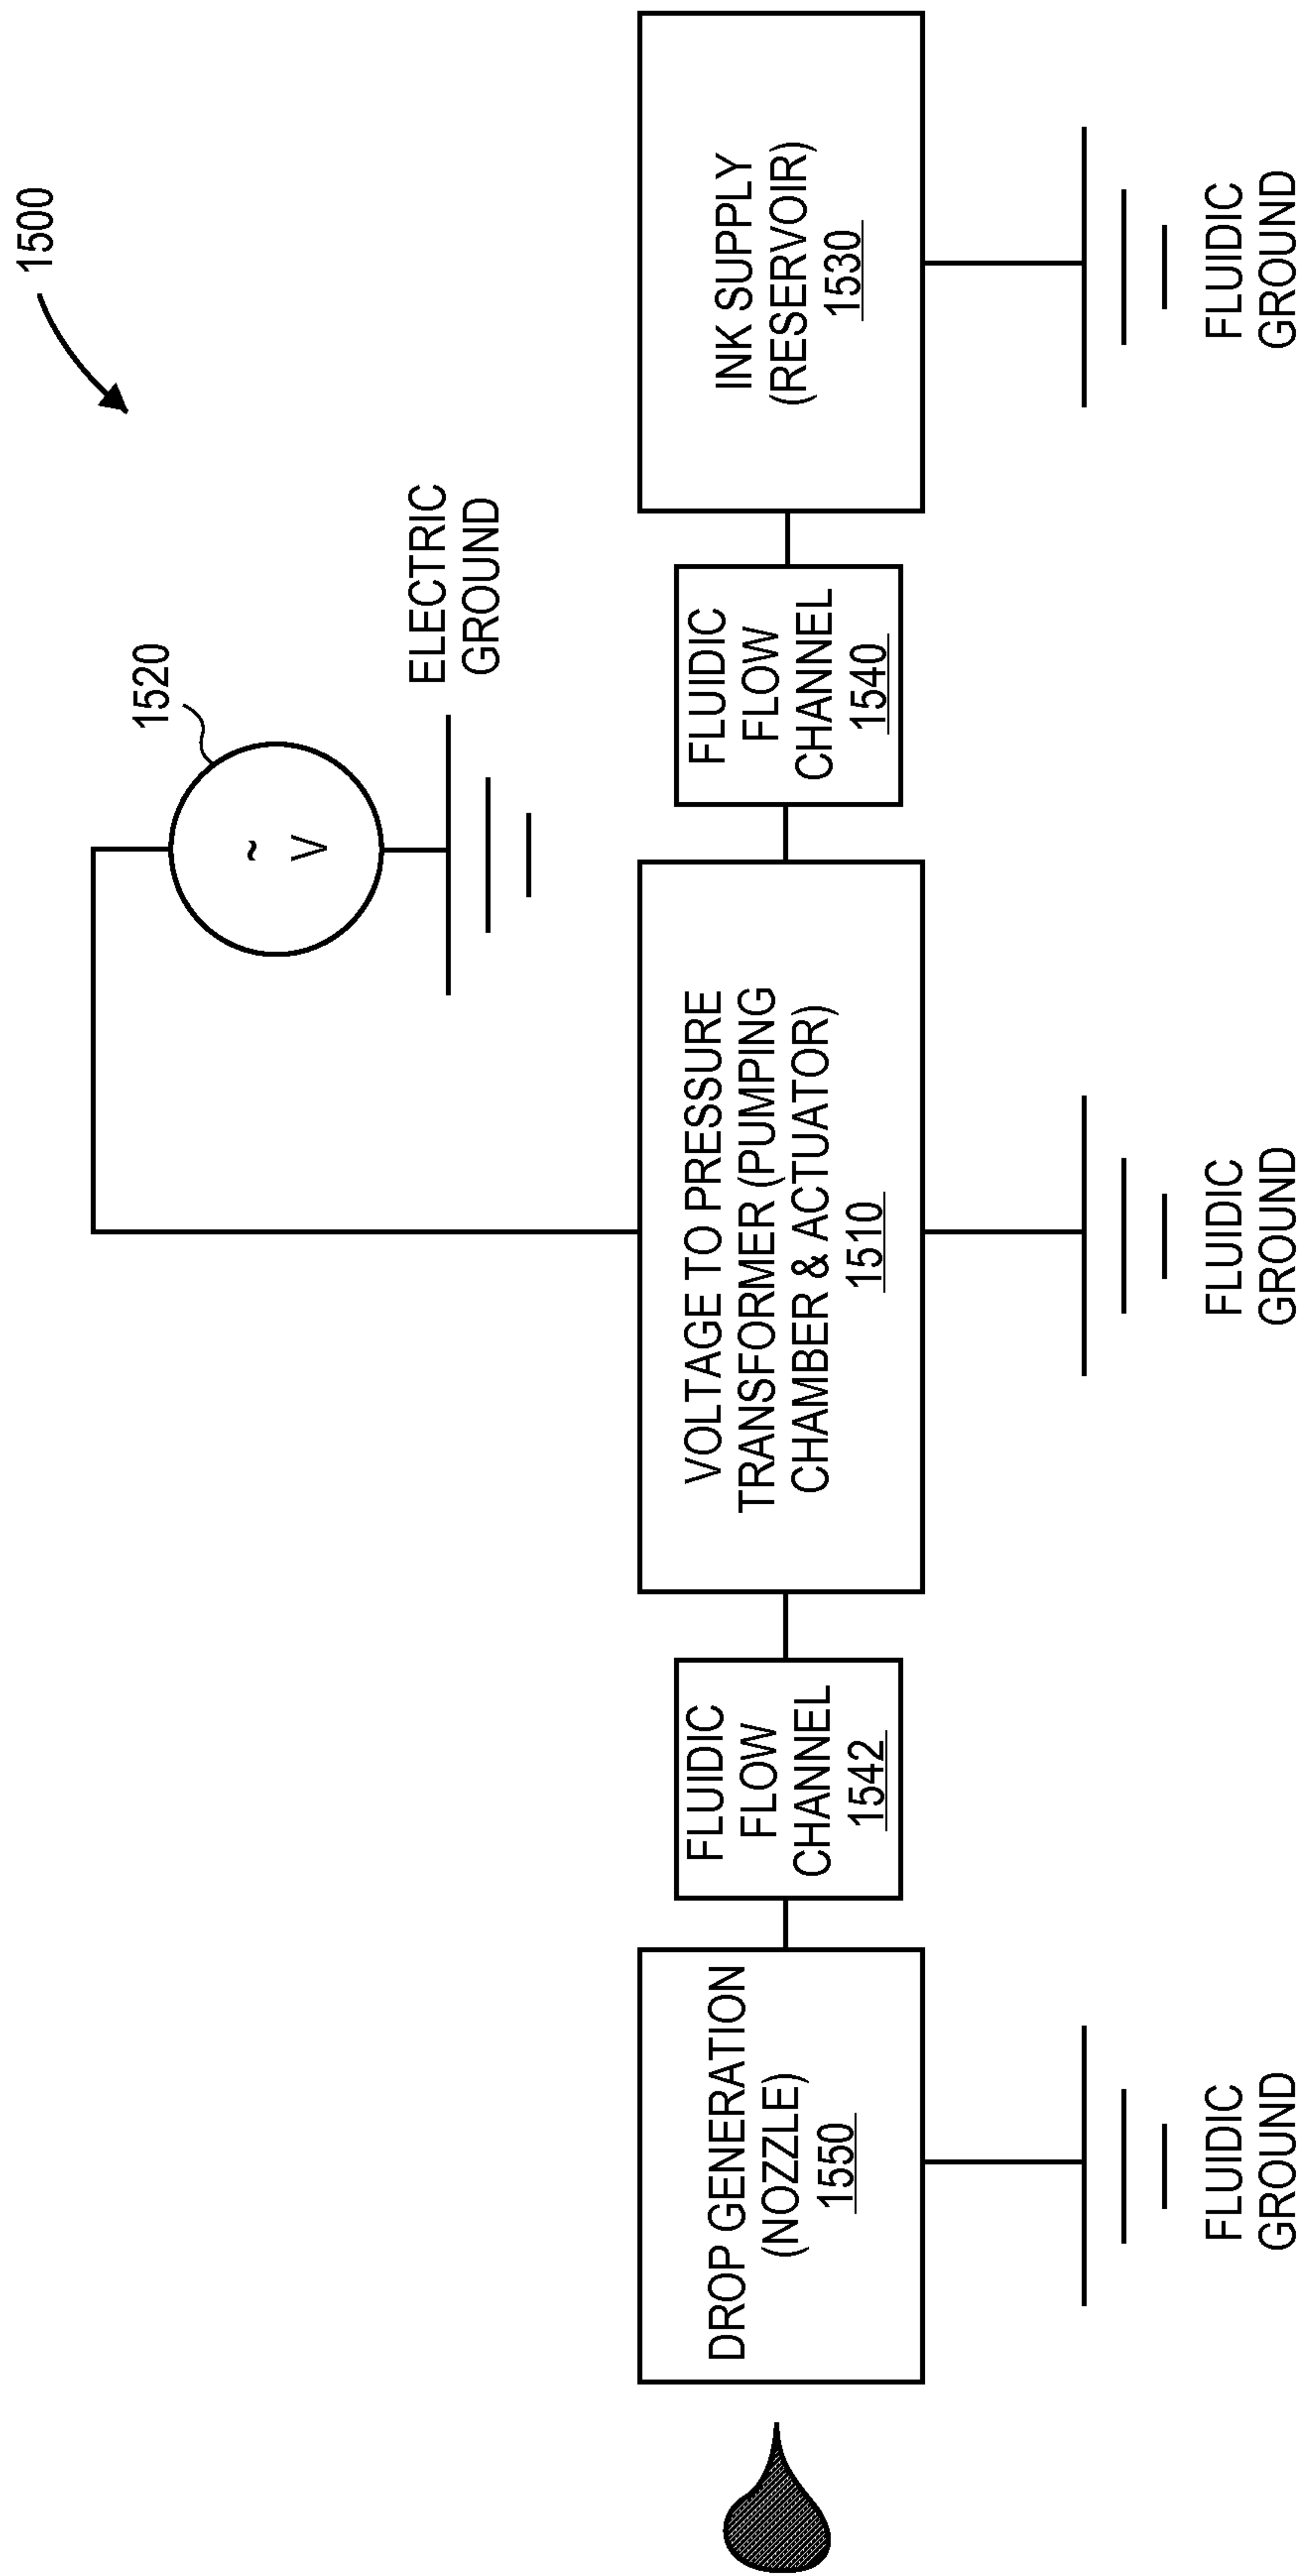 1500
1520
~
V
ELECTRIC
GROUND
DROP GENERATION
(NOZZLE)
1550
FLUIDIC
FLOW
CHANNEL
1542
VOLTAGE TO PRESSURE
TRANSFORMER (PUMPING
CHAMBER & ACTUATOR)
1510
FLUIDIC
FLOW
CHANNEL
1540
INK SUPPLY
(RESERVOIR)
1530
FLUIDIC
GROUND
FLUIDIC
GROUND
FLUIDIC
GROUND